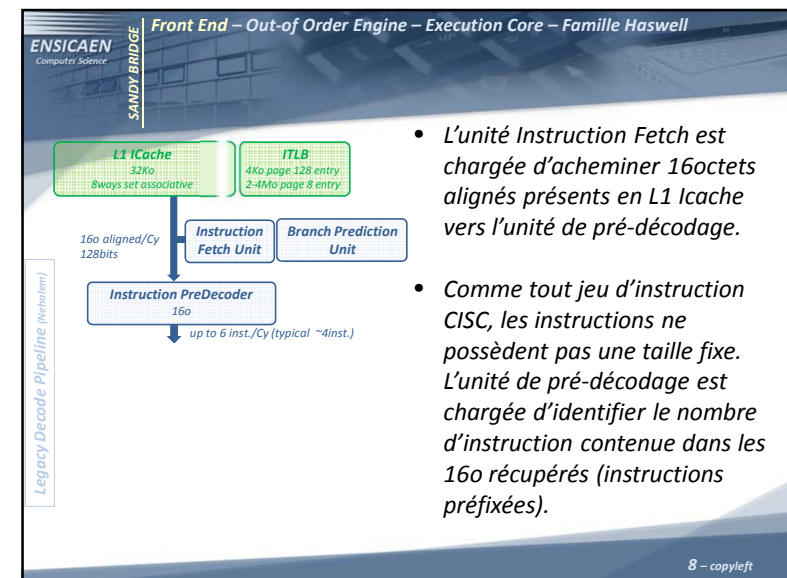 Front End – Out-of Order Engine – Execution Core – Famille Haswell
ENSICAEN
Computer Science
SANDY BRIDGE
L1 ICache
32Ko
8ways set associative
ITLB
4Ko page 128 entry
2-4Mo page 8 entry
16o aligned/Cy
128bits
Instruction
Fetch Unit
Branch Prediction
Unit
Instruction PreDecoder
16o
up to 6 inst./Cy (typical ~4inst.)
Legacy Decode Pipeline (Nehalem)
• L'unité Instruction Fetch est
chargée d'acheminer 16octets
alignés présents en L1 Icache
vers l'unité de pré-décodage.
• Comme tout jeu d'instruction
CISC, les instructions ne
possèdent pas une taille fixe.
L'unité de pré-décodage est
chargée d'identifier le nombre
d'instruction contenue dans les
16o récupérés (instructions
préfixées).
8 – copyleft